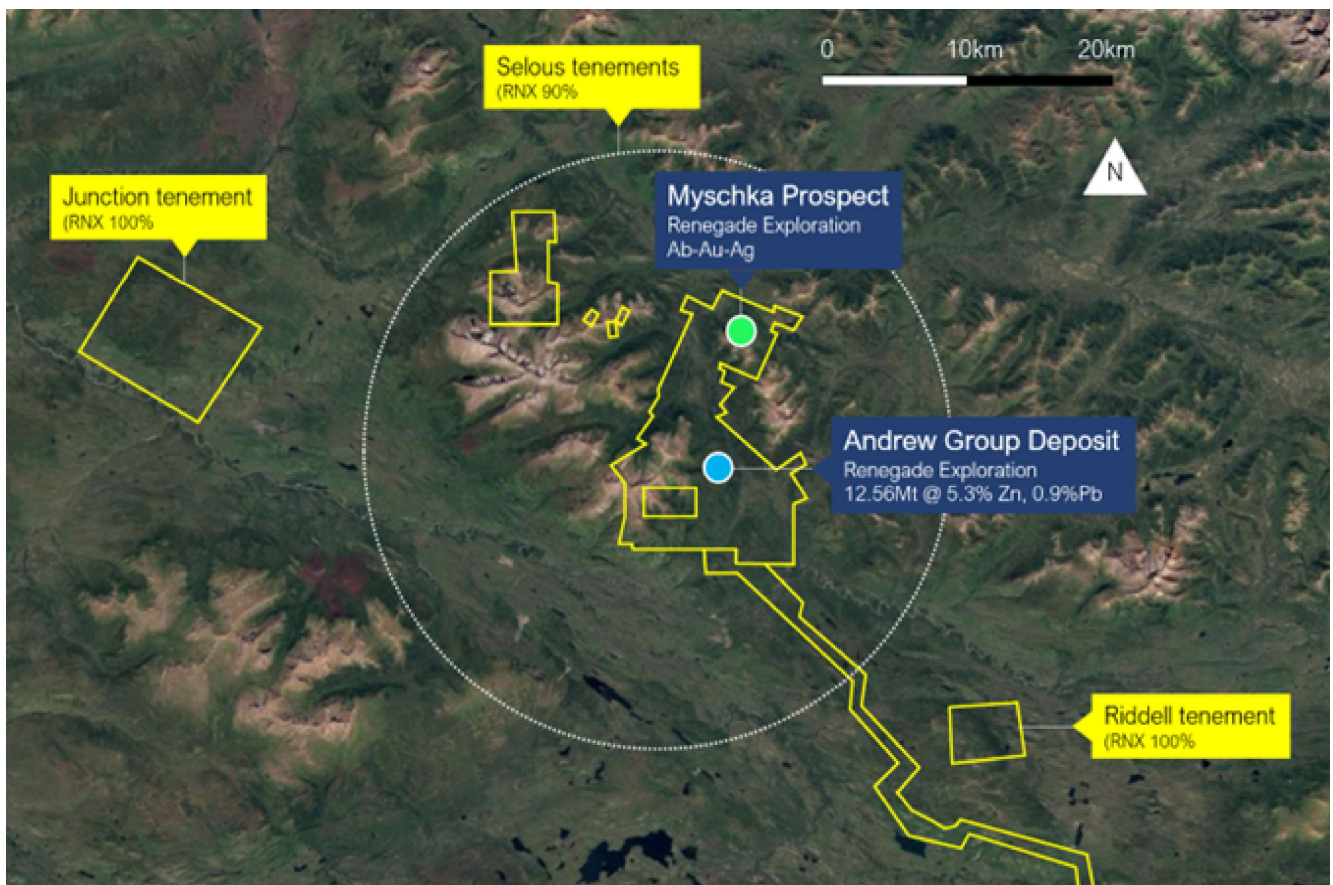 Selous tenements
(RNX 90%
0 10km 20km
N
Junction tenement
(RNX 100%
Myschka Prospect
Renegade Exploration
Ab-Au-Ag
Andrew Group Deposit
Renegade Exploration
12.56Mt @ 5.3% Zn, 0.9%Pb
Riddell tenement
(RNX 100%